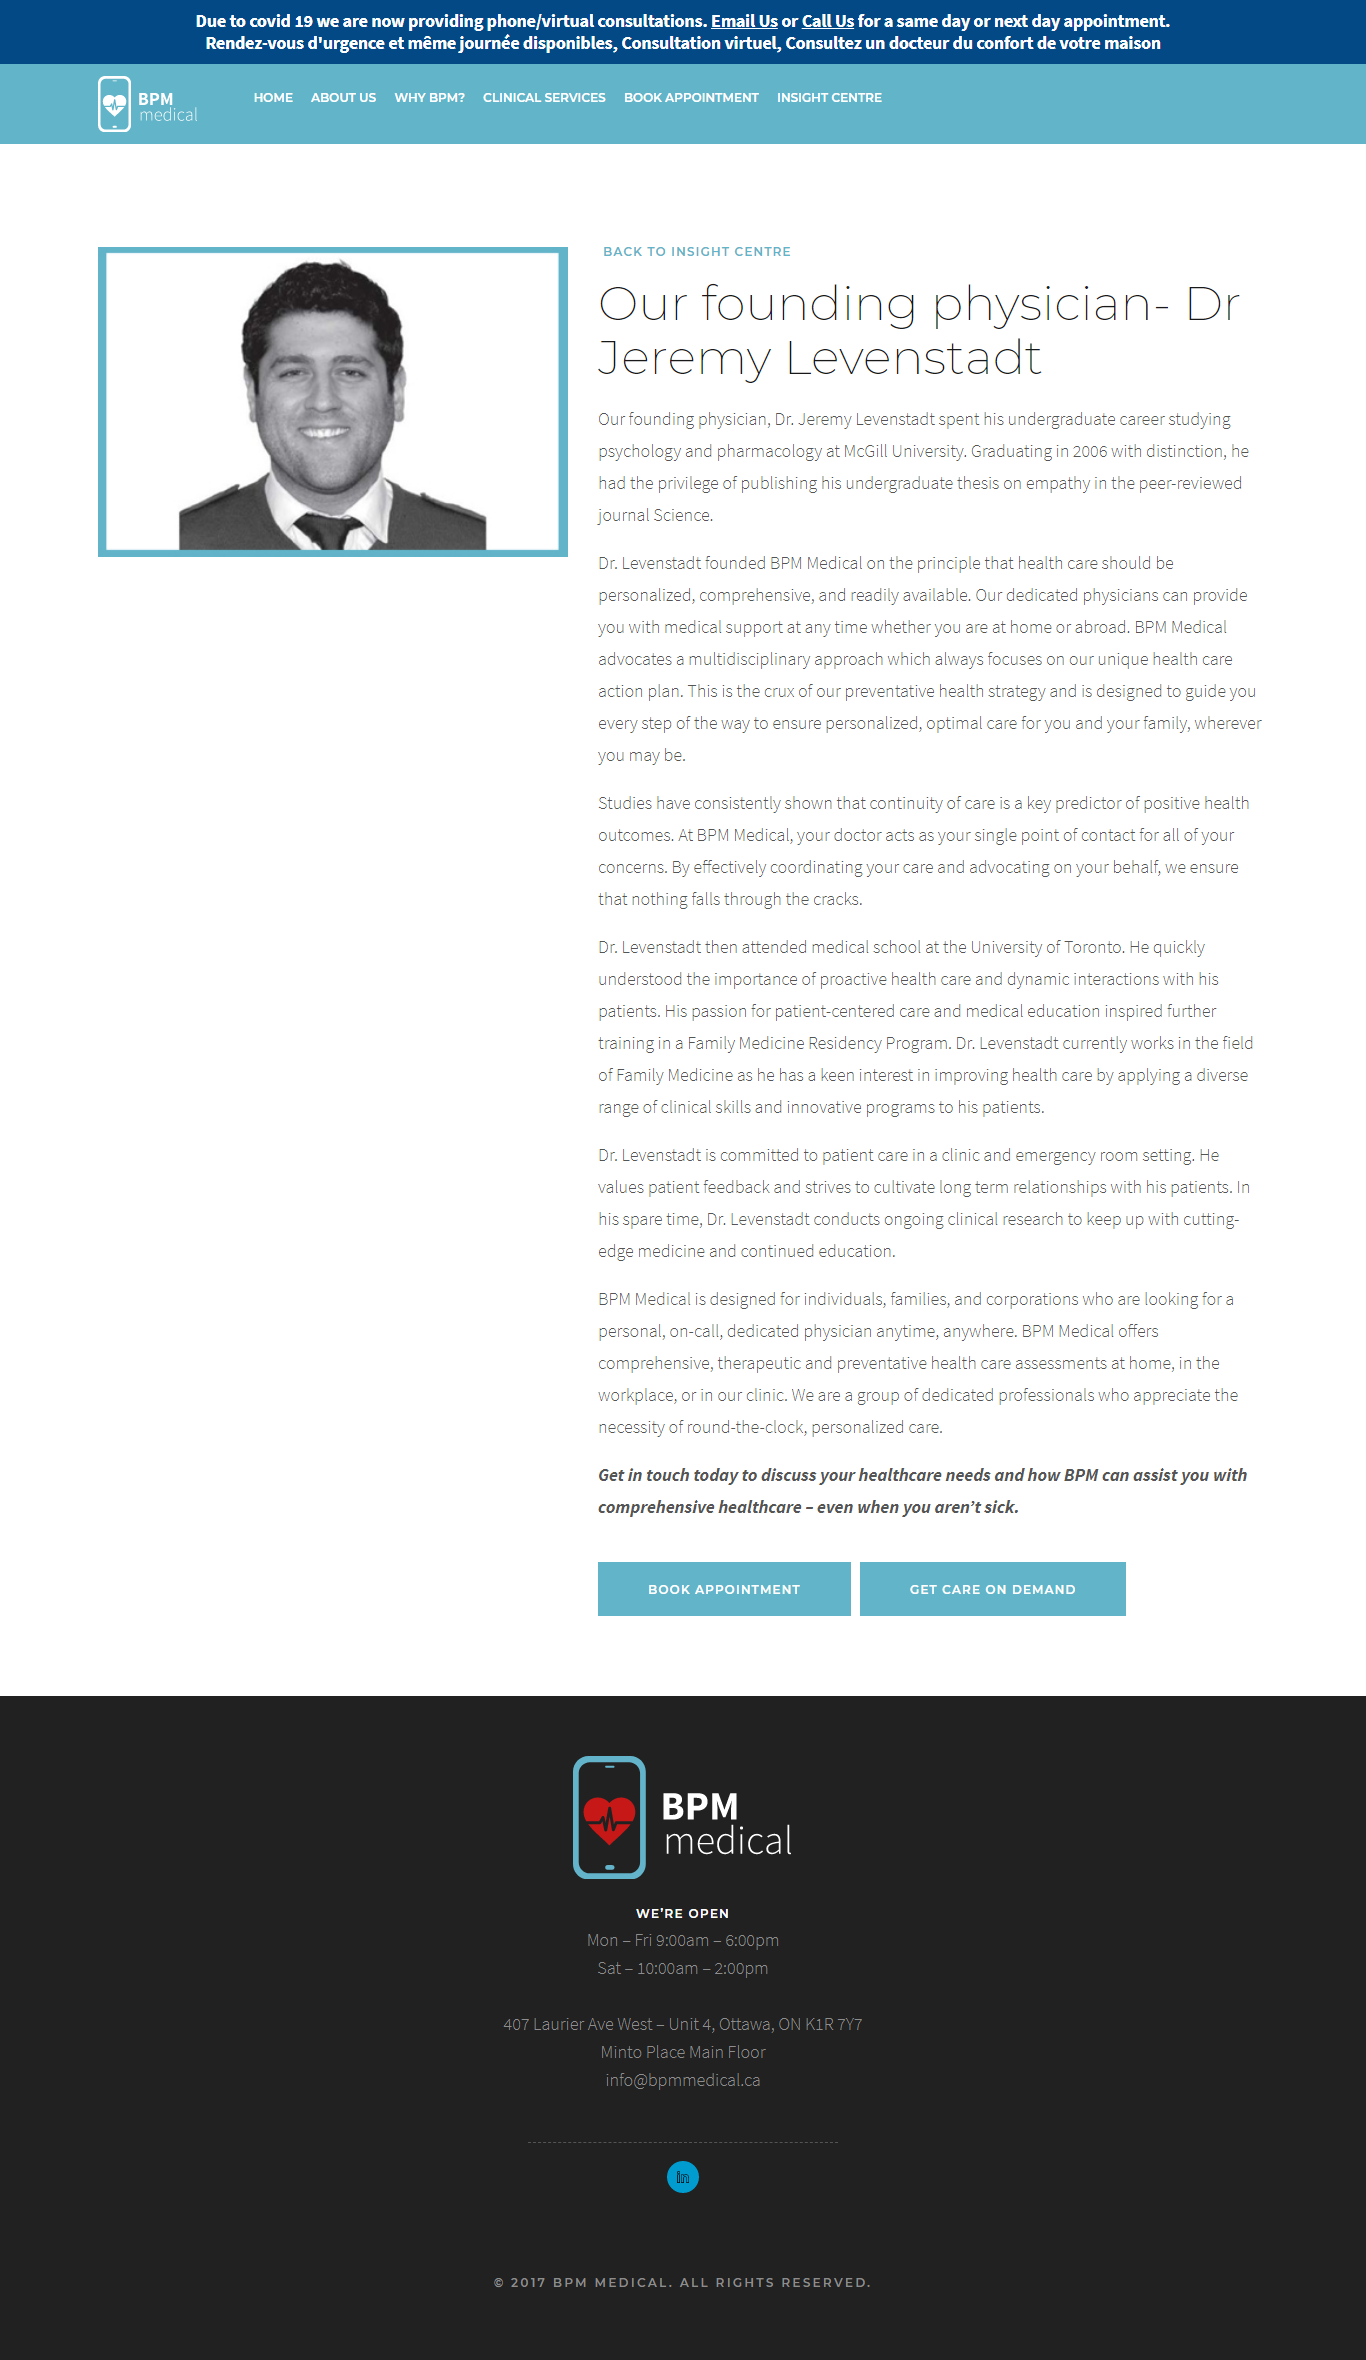 Due to covid 19 we are now providing phone/virtual consultations. Email Us or Call Us for a same day or next day appointment.
Rendez-vous d'urgence et même journée disponibles, Consultation virtuel, Consultez un docteur du confort de votre maison
BPM
medical
HOME ABOUT US WHY BPM? CLINICAL SERVICES BOOK APPOINTMENT INSIGHT CENTRE
BACK TO INSIGHT CENTRE
Our founding physician- Dr
Jeremy Levenstadt
Our founding physician, Dr. Jeremy Levenstadt spent his undergraduate career studying
psychology and pharmacology at McGill University. Graduating in 2006 with distinction, he
had the privilege of publishing his undergraduate thesis on empathy in the peer-reviewed
journal Science.
Dr. Levenstadt founded BPM Medical on the principle that health care should be
personalized, comprehensive, and readily available. Our dedicated physicians can provide
you with medical support at any time whether you are at home or abroad. BPM Medical
advocates a multidisciplinary approach which always focuses on our unique health care
action plan. This is the crux of our preventative health strategy and is designed to guide you
every step of the way to ensure personalized, optimal care for you and your family, wherever
you may be.
Studies have consistently shown that continuity of care is a key predictor of positive health
outcomes. At BPM Medical, your doctor acts as your single point of contact for all of your
concerns. By effectively coordinating your care and advocating on your behalf, we ensure
that nothing falls through the cracks.
Dr. Levenstadt then attended medical school at the University of Toronto. He quickly
understood the importance of proactive health care and dynamic interactions with his
patients. His passion for patient-centered care and medical education inspired further
training in a Family Medicine Residency Program. Dr. Levenstadt currently works in the field
of Family Medicine as he has a keen interest in improving health care by applying a diverse
range of clinical skills and innovative programs to his patients.
Dr. Levenstadt is committed to patient care in a clinic and emergency room setting. He
values patient feedback and strives to cultivate long term relationships with his patients. In
his spare time, Dr. Levenstadt conducts ongoing clinical research to keep up with cutting-
edge medicine and continued education.
BPM Medical is designed for individuals, families, and corporations who are looking for a
personal, on-call, dedicated physician anytime, anywhere. BPM Medical offers
comprehensive, therapeutic and preventative health care assessments at home, in the
workplace, or in our clinic. We are a group of dedicated professionals who appreciate the
necessity of round-the-clock, personalized care.
Get in touch today to discuss your healthcare needs and how BPM can assist you with
comprehensive healthcare – even when you aren’t sick.
BOOK APPOINTMENT GET CARE ON DEMAND
BPM
medical
WE’RE OPEN
Mon – Fri 9:00am – 6:00pm
Sat – 10:00am – 2:00pm
407 Laurier Ave West – Unit 4, Ottawa, ON K1R 7Y7
Minto Place Main Floor
info@bpmmedical.ca
in
© 2017 BPM MEDICAL. ALL RIGHTS RESERVED.